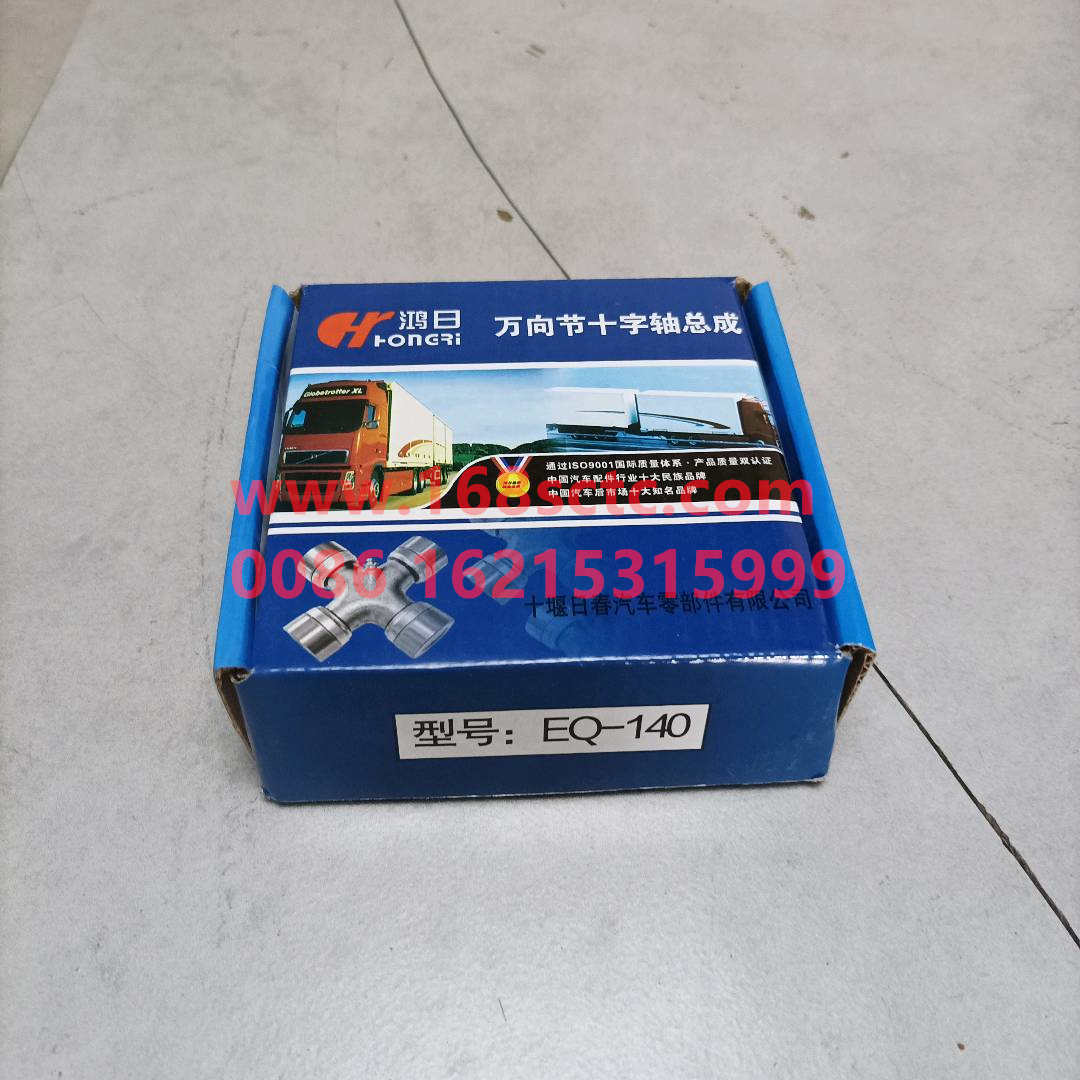 鸿日
HONGRI
万向节十字轴总成
Globetrotter XL
通过ISO9001国际质量体系·产品质量双认证
中国汽车配件行业十大民族品牌
中国汽车后市场十大知名品牌
www.168sctc.com
0086 16215315999
十堰日春汽车零部件有限公司
型号：EQ-140